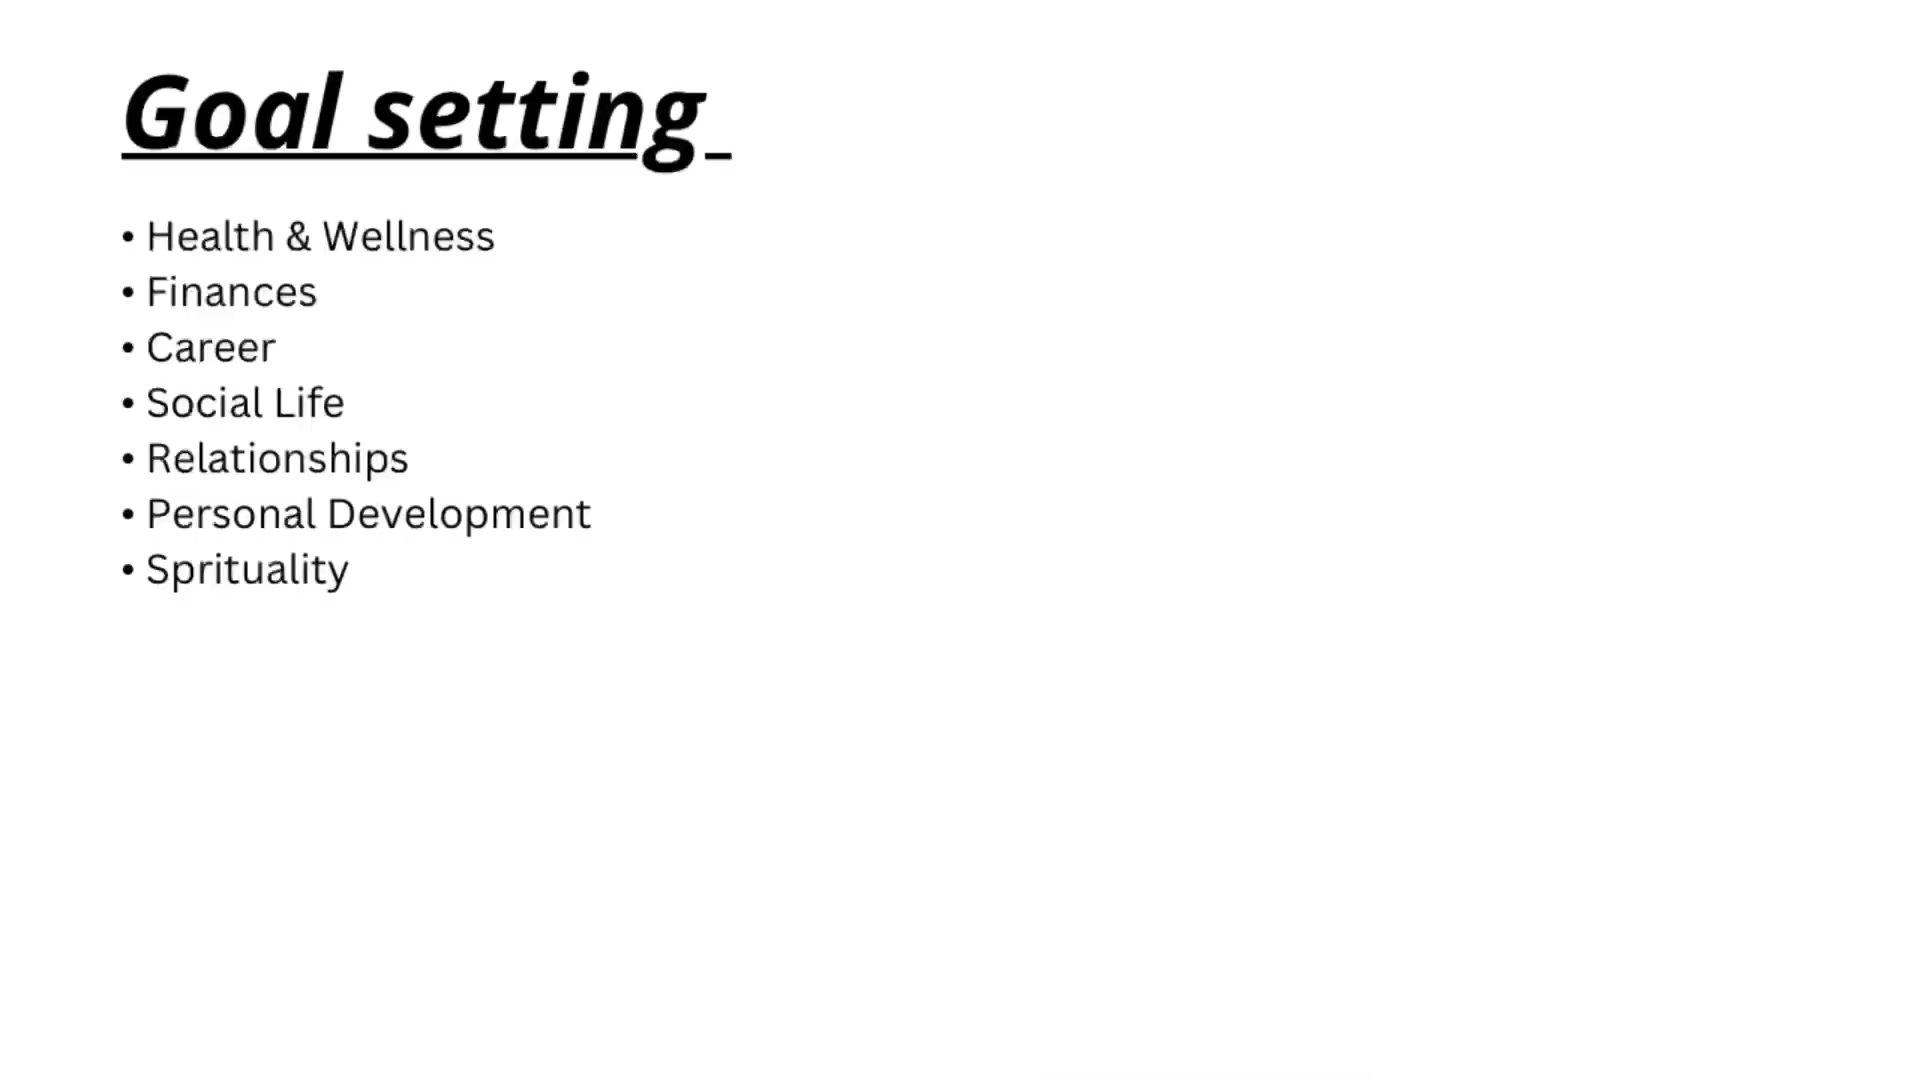 Goal setting
• Health & Wellness
• Finances
• Career
• Social Life
• Relationships
• Personal Development
• Sprituality